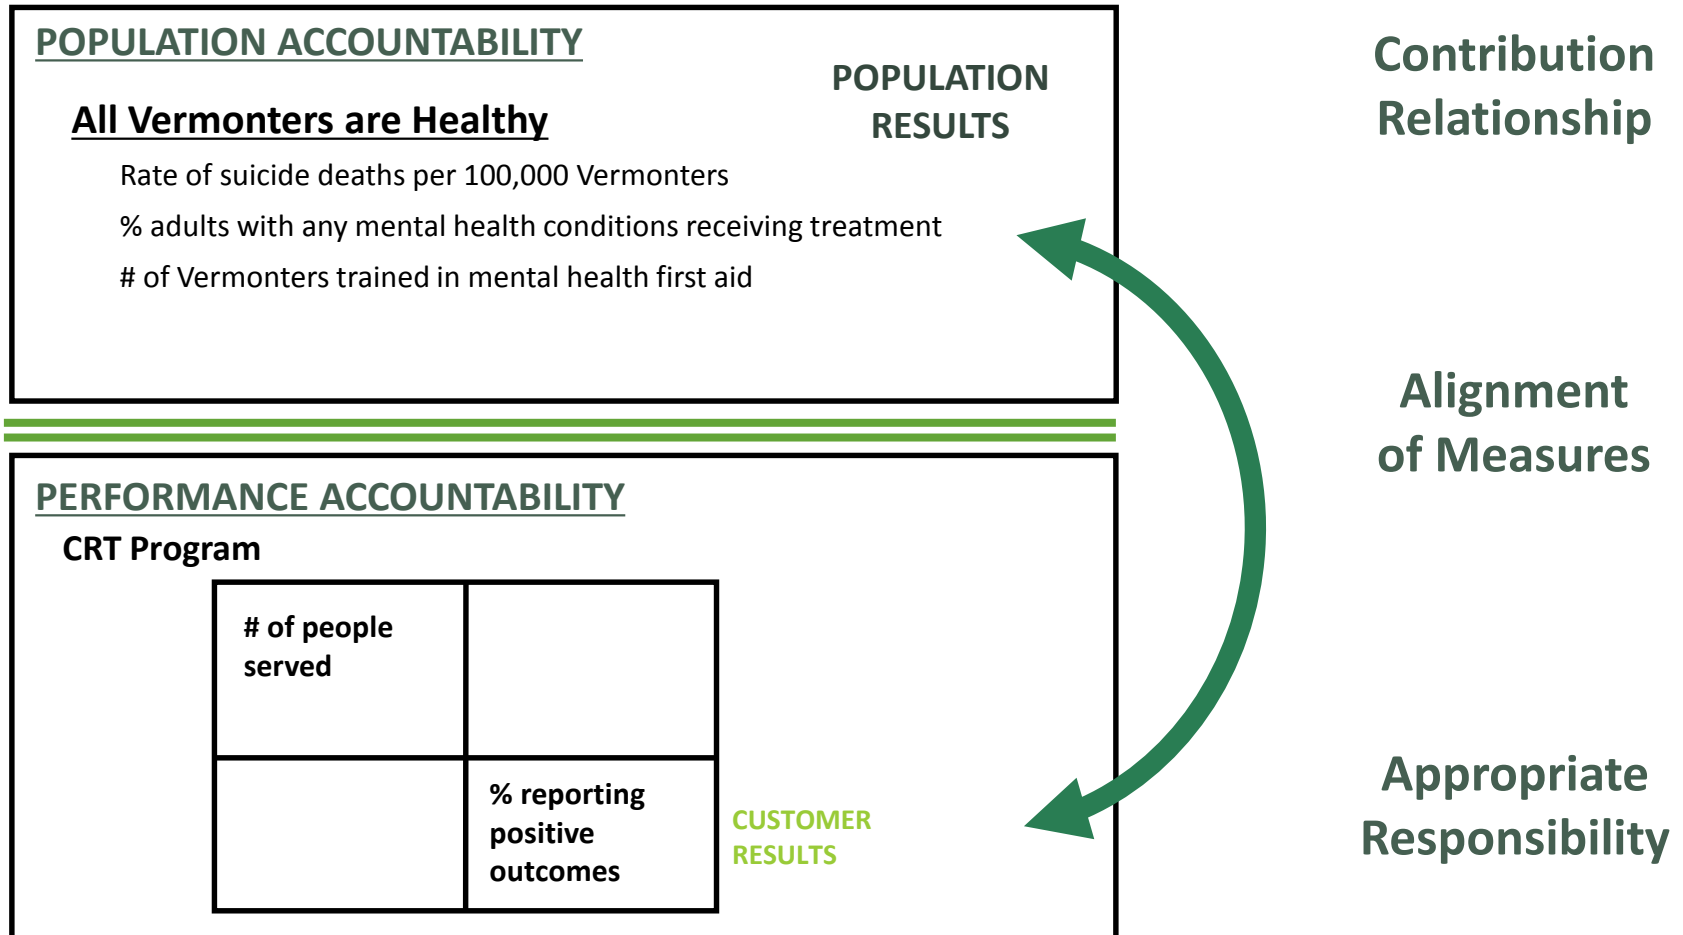 POPULATION ACCOUNTABILITY
POPULATION
RESULTS
All Vermonters are Healthy
Rate of suicide deaths per 100,000 Vermonters
% adults with any mental health conditions receiving treatment
# of Vermonters trained in mental health first aid
PERFORMANCE ACCOUNTABILITY
CRT Program
# of people
served
% reporting
positive
outcomes
CUSTOMER
RESULTS
Contribution
Relationship
Alignment
of Measures
Appropriate
Responsibility